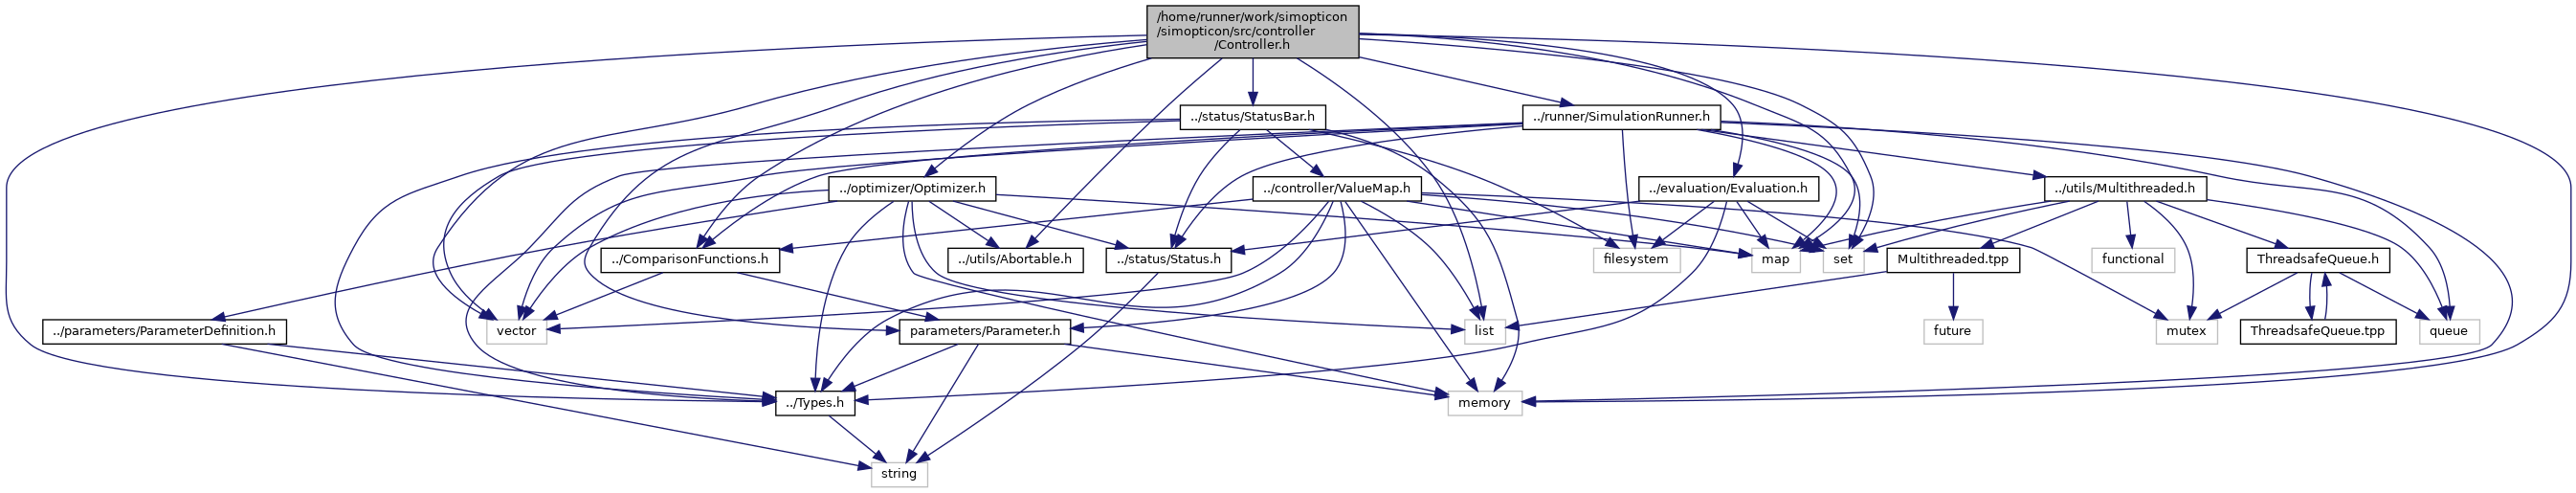 /home/runner/work/simopticon
/simopticon/src/controller
/Controller.h
../status/StatusBar.h
../runner/SimulationRunner.h
../optimizer/Optimizer.h
../controller/ValueMap.h
../evaluation/Evaluation.h
../utils/Multithreaded.h
../ComparisonFunctions.h
../utils/Abortable.h
../status/Status.h
filesystem
map
set
Multithreaded.tpp
functional
ThreadsafeQueue.h
../parameters/ParameterDefinition.h
vector
parameters/Parameter.h
list
future
mutex
ThreadsafeQueue.tpp
queue
../Types.h
memory
string